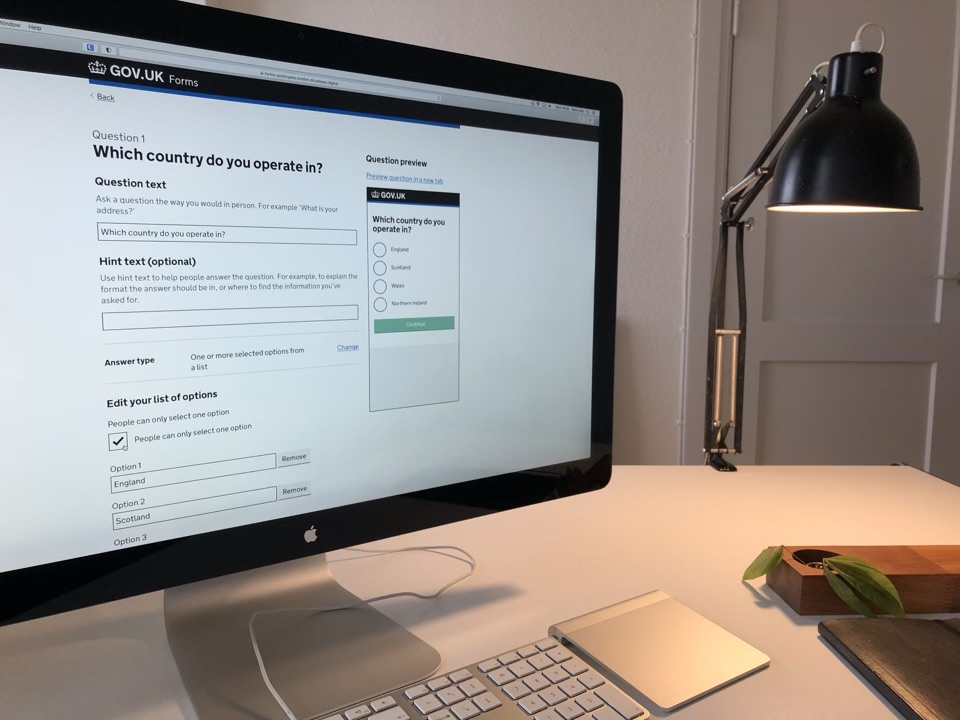 Window Help
GOV.UK Forms
Back
Question 1
Which country do you operate in?
Question text
Ask a question the way you would in person. For example 'What is your
address?'
Which country do you operate in?
Hint text (optional)
Use hint text to help people answer the question. For example, to explain the
format the answer should be in, or where to find the information you've
asked for.
Answer type
One or more selected options from
a list
Change
Edit your list of options
People can only select one option
People can only select one option
Option 1
England
Remove
Option 2
Scotland
Remove
Option 3
Question preview
Preview question in a new tab
GOV.UK
Which country do you
operate in?
England
Scotland
Wales
Northern Ireland
Continue